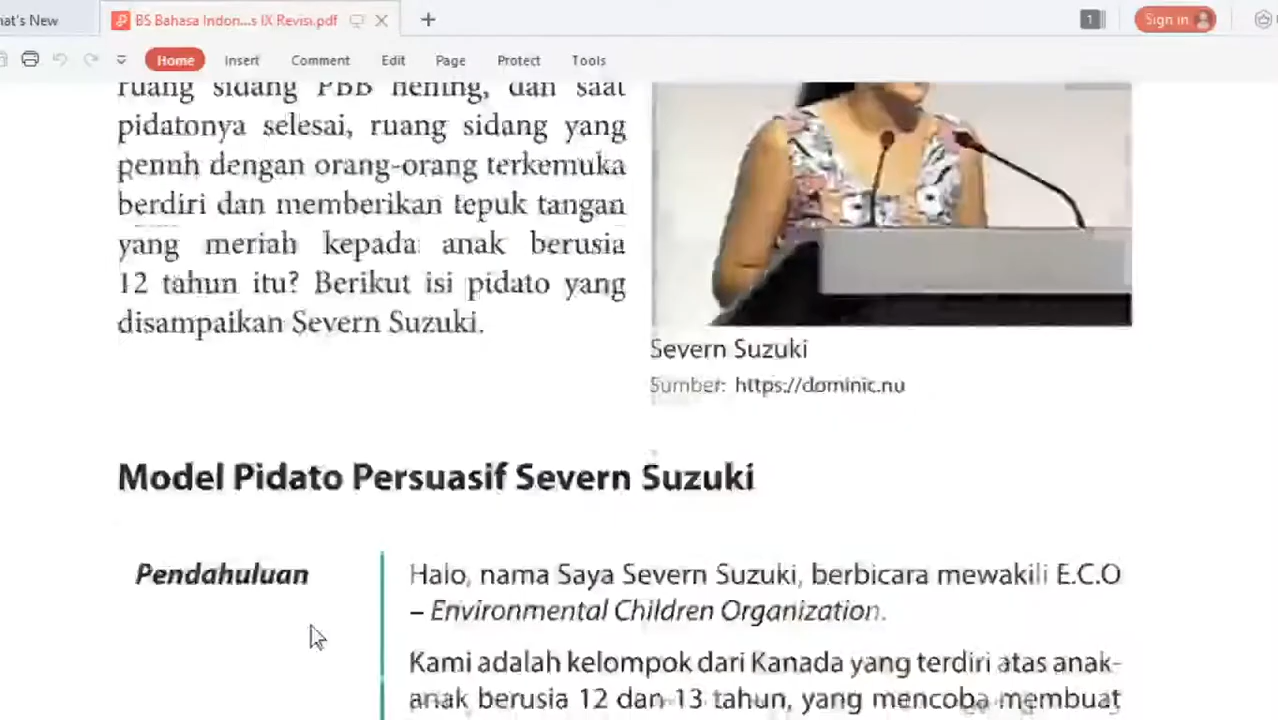 hat's New
BS Bahasa Indon...s IX Revisi.pdf
1
Sign in
Home
Insert
Comment
Edit
Page
Protect
Tools
ruang sidang PBB hening, dan saat
pidatonya selesai, ruang sidang yang
penuh dengan orang-orang terkemuka
berdiri dan memberikan tepuk tangan
yang meriah kepada anak berusia
12 tahun itu? Berikut isi pidato yang
disampaikan Severn Suzuki.
Severn Suzuki
Sumber: https://dominic.nu
Model Pidato Persuasif Severn Suzuki
Pendahuluan
Halo, nama Saya Severn Suzuki, berbicara mewakili E.C.O
– Environmental Children Organization.
Kami adalah kelompok dari Kanada yang terdiri atas anak-
anak berusia 12 dan 13 tahun, yang mencoba membuat